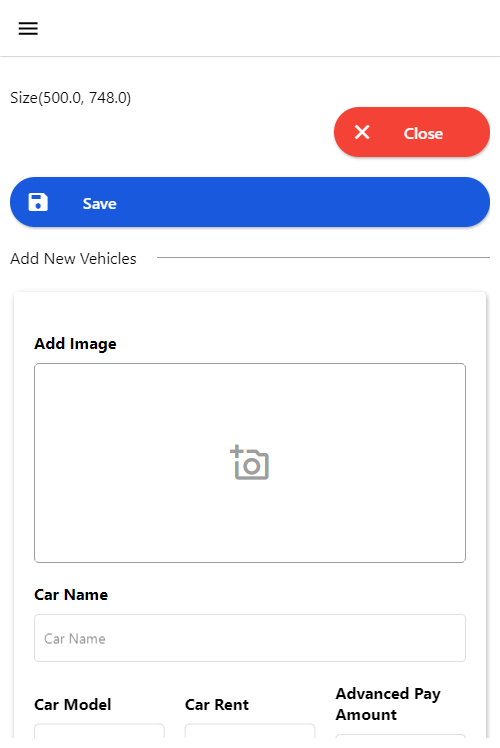 Size(500.0, 748.0)
Close
Save
Add New Vehicles
Add Image
Car Name
Car Name
Car Model
Car Rent
Advanced Pay
Amount